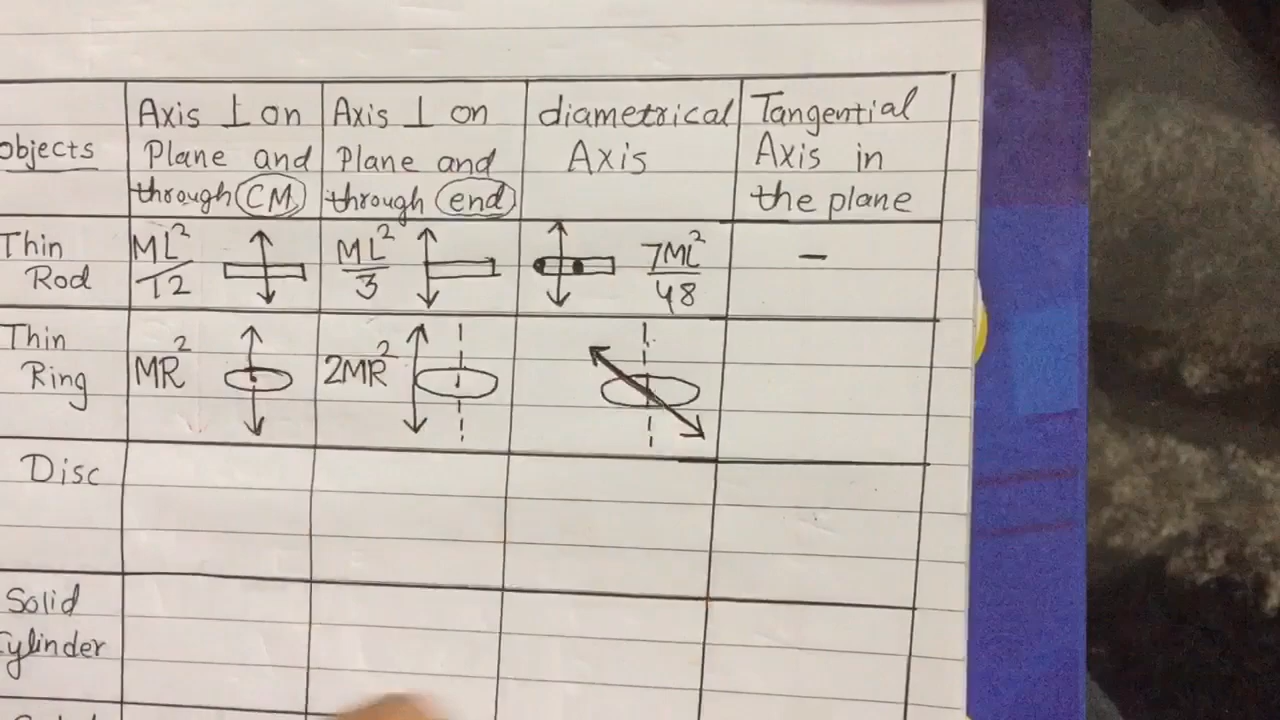 Axis ⊥ on
Plane and
through CM
Axis ⊥ on
Plane and
through end
diametrical
Axis
Tangential
Axis in
the plane
objects
Thin
Rod
ML²
12
ML²
3
7ML²
48
-
Thin
Ring
MR²
2MR²
Disc
Solid
Cylinder